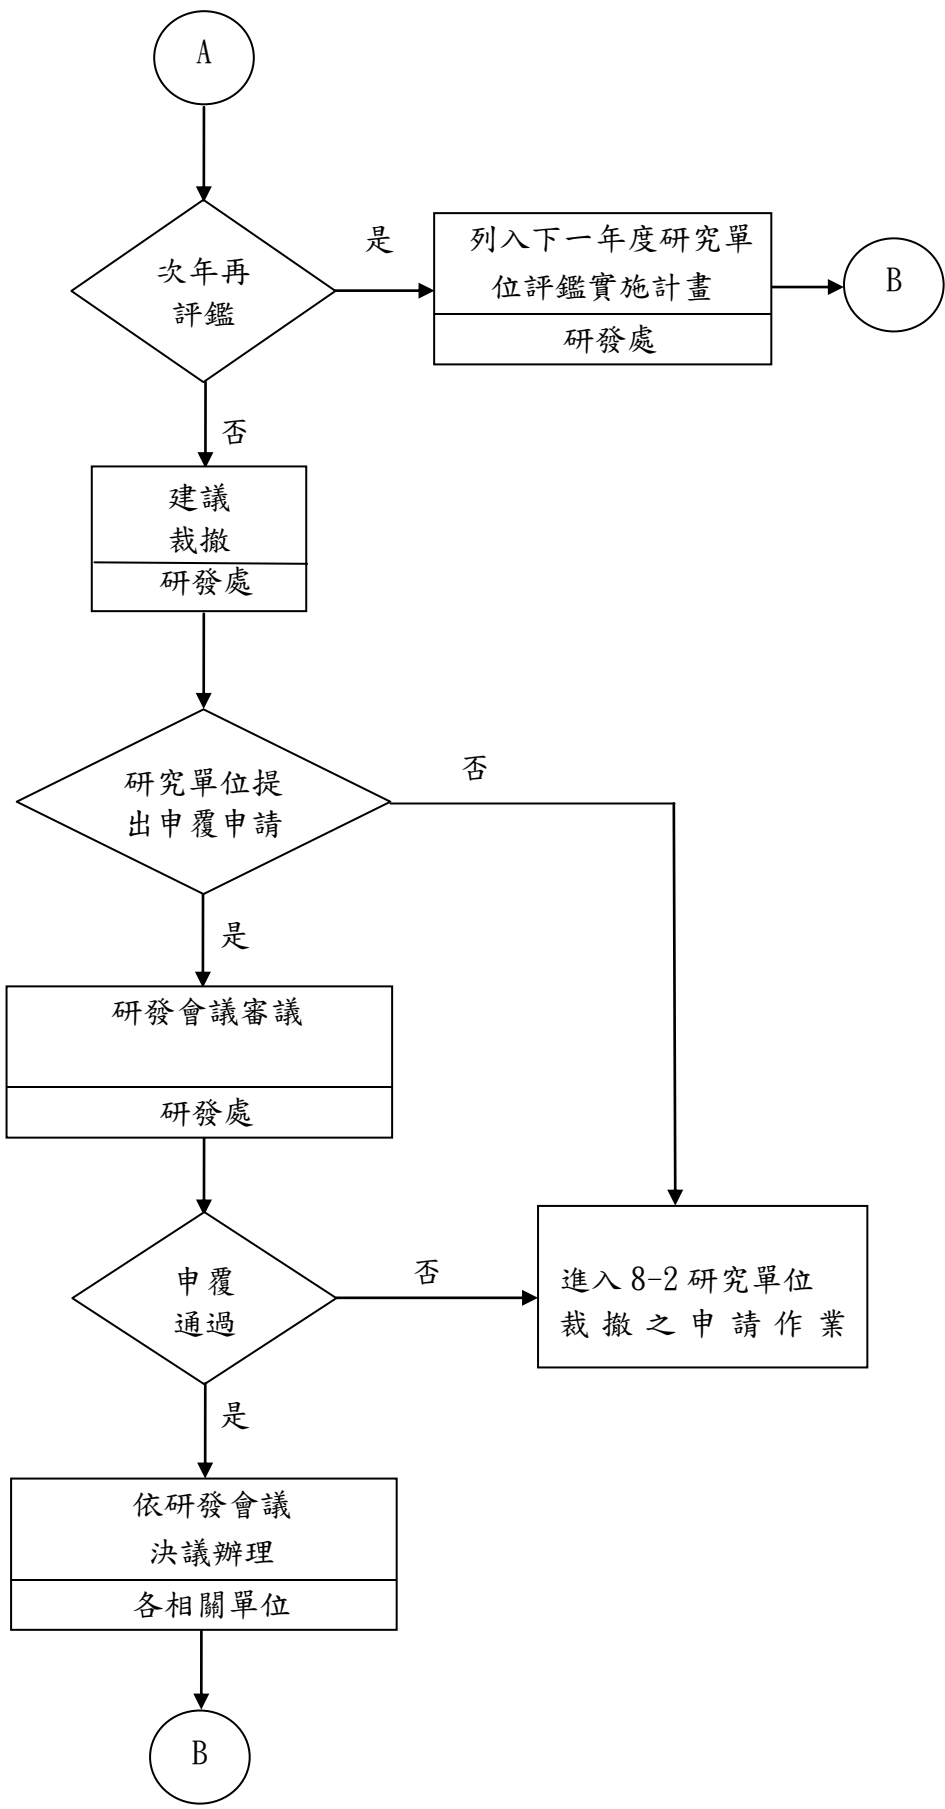 A
次年再
評鑑
是
列入下一年度研究單
位評鑑實施計畫
研發處
B
否
建議
裁撤
研發處
研究單位提
出申覆申請
否
是
研發會議審議
研發處
申覆
通過
否
進入 8-2 研究單位
裁撤之申請作業
是
依研發會議
決議辦理
各相關單位
B